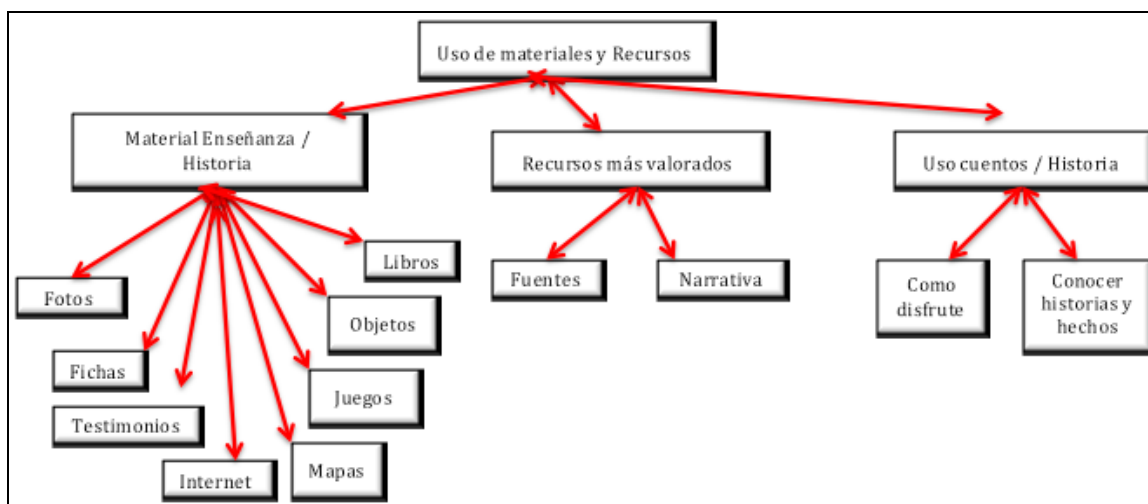 Uso de materiales y Recursos
Material Enseñanza /
Historia
Recursos más valorados
Uso cuentos / Historia
Libros
Fotos
Objetos
Fichas
Juegos
Testimonios
Mapas
Internet
Fuentes
Narrativa
Como
disfrute
Conocer
historias y
hechos